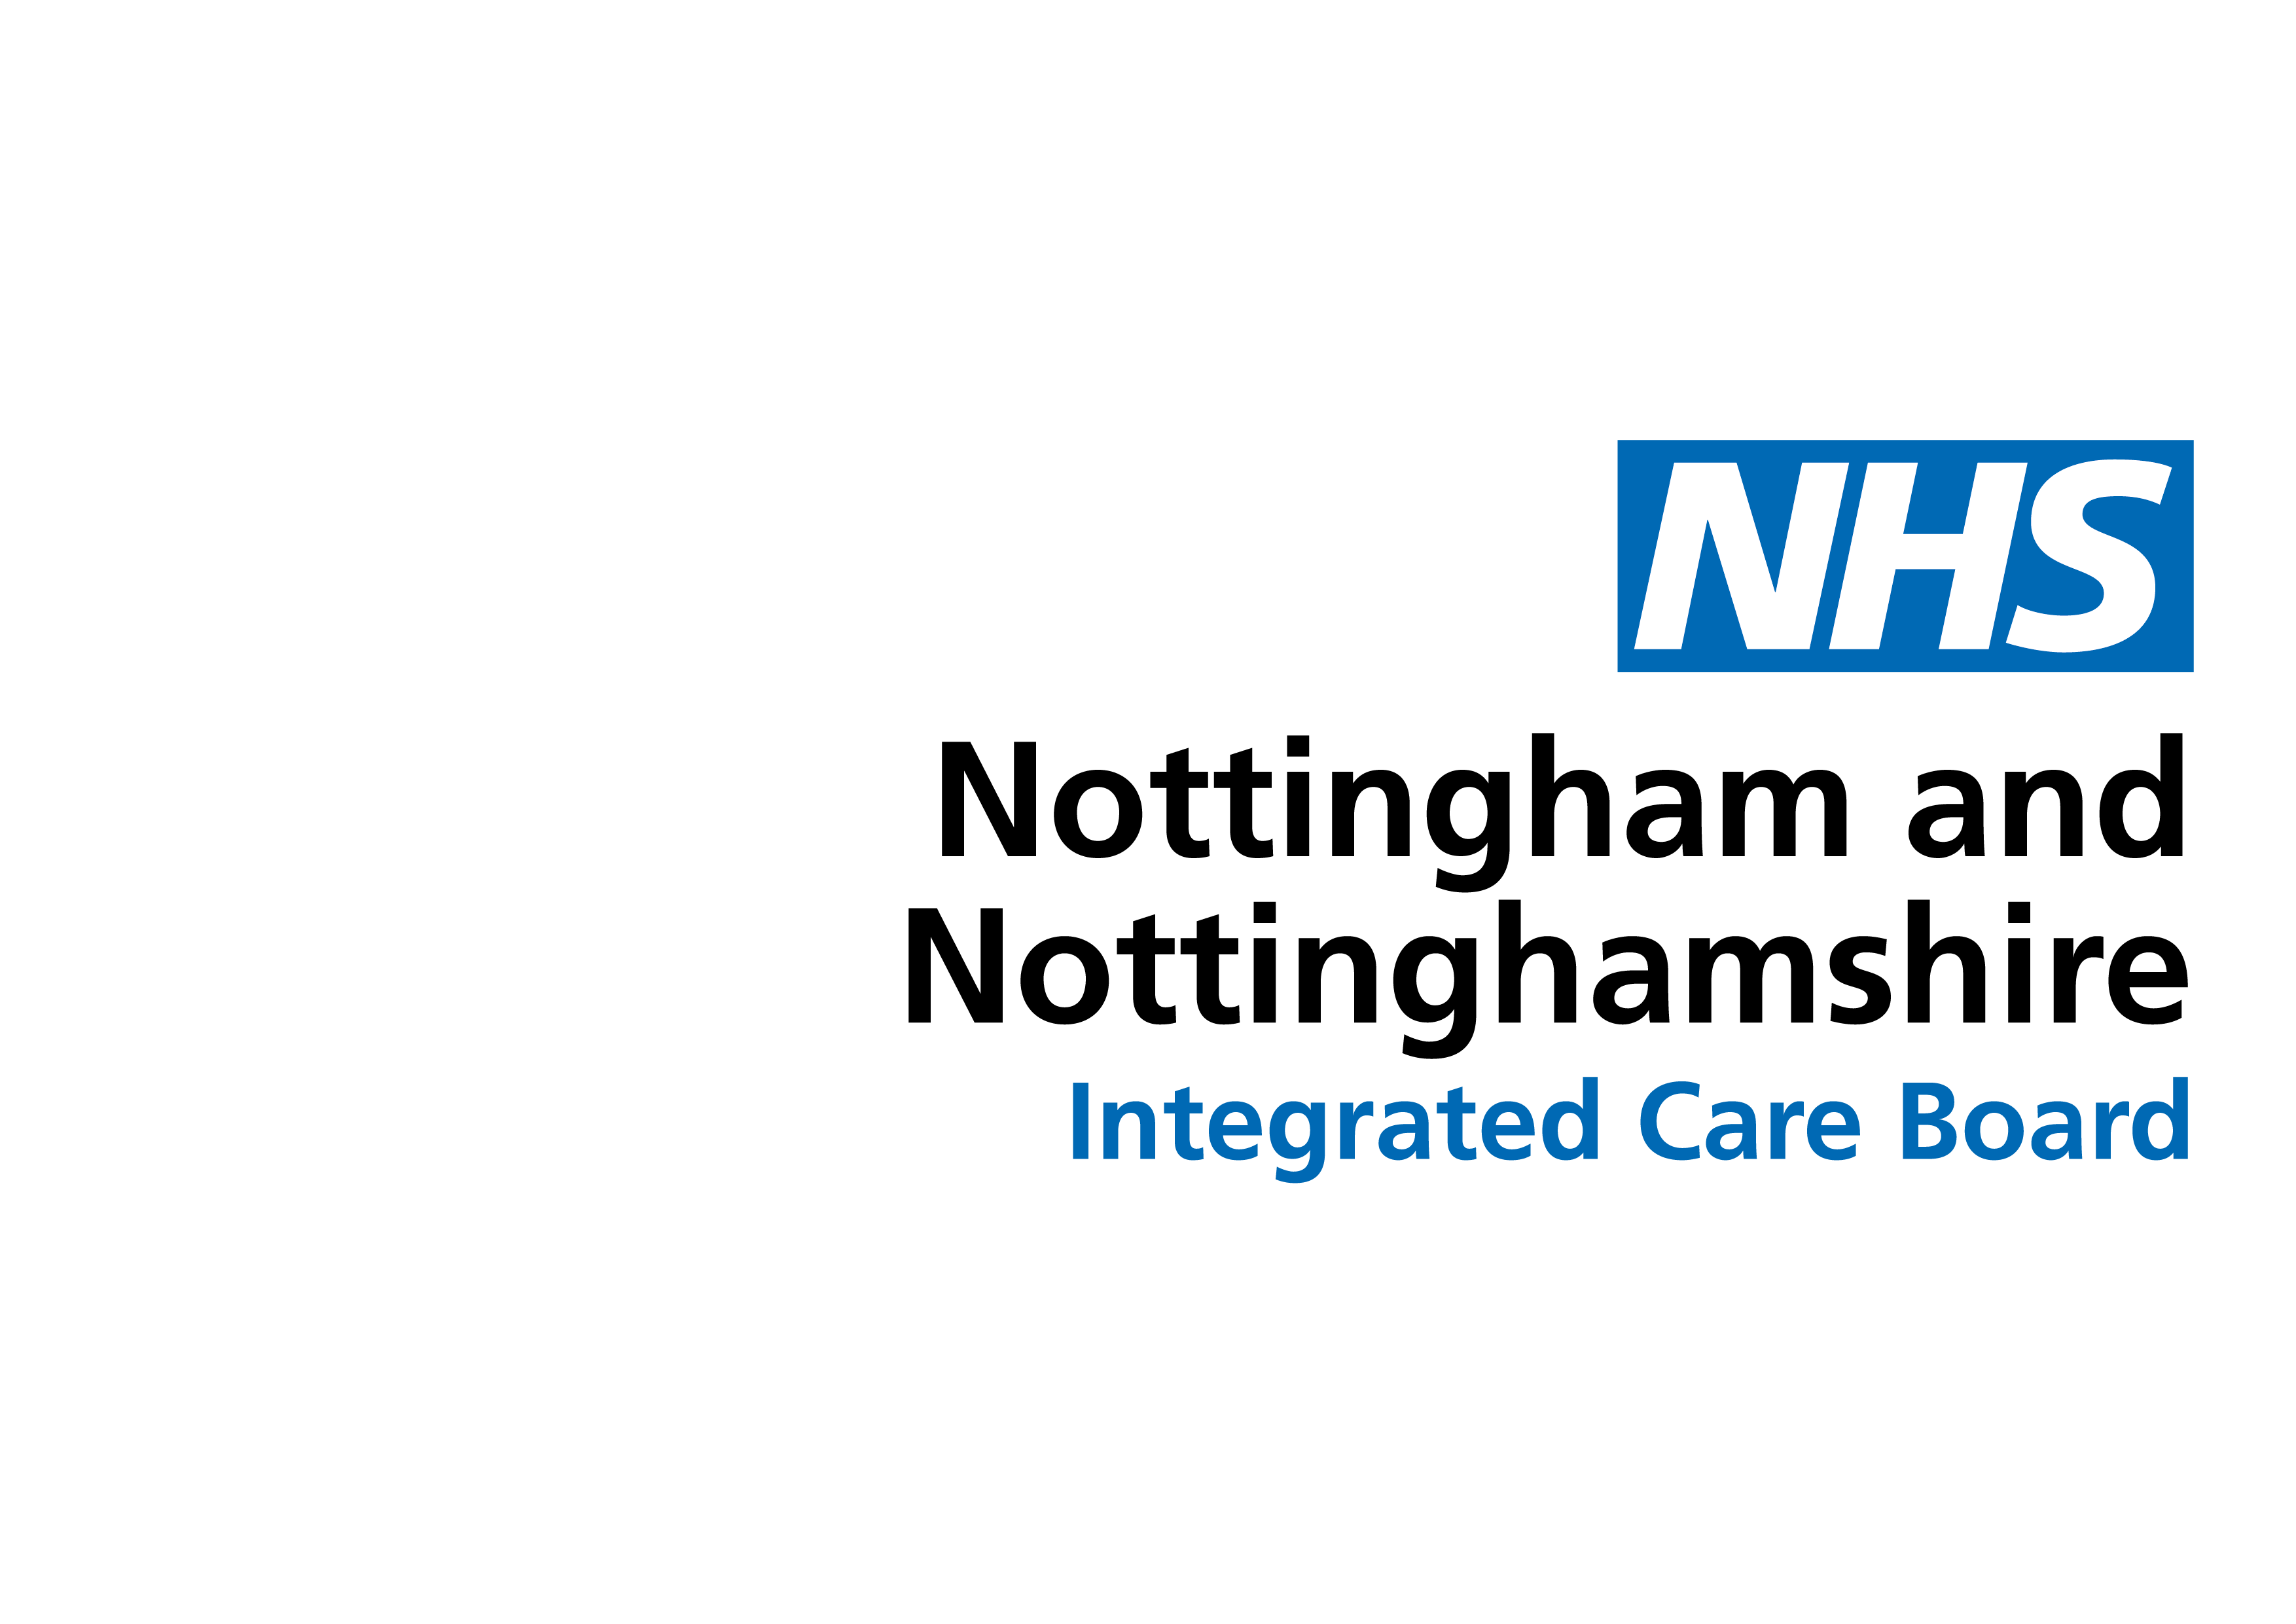 NHS
Nottingham and
Nottinghamshire
Integrated Care Board